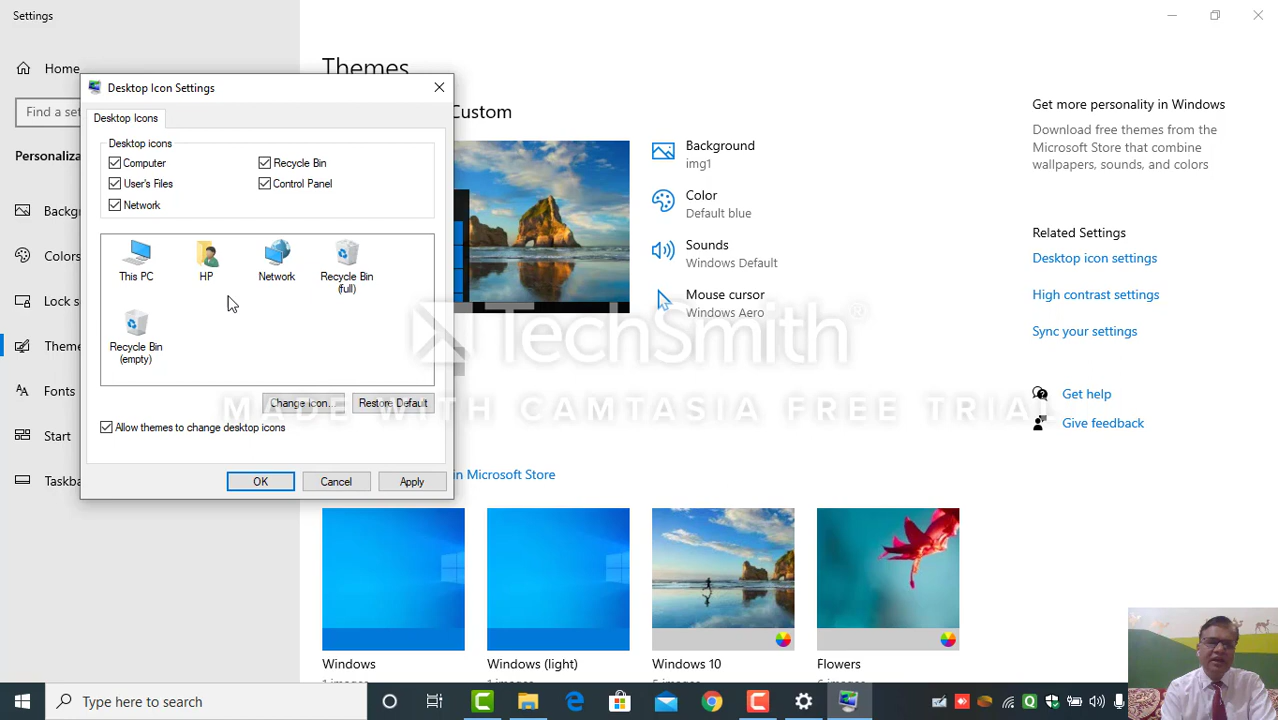 Settings
Home
Find a set
Personaliza
Backg
Colors
Lock s
Theme
Fonts
Start
Taskba
Themes
Custom
Desktop Icon Settings
Desktop Icons
Desktop icons
Computer
Recycle Bin
User's Files
Control Panel
Network
This PC
HP
Network
Recycle Bin
(full)
Recycle Bin
(empty)
Change Icon...
Restore Default
Allow themes to change desktop icons
OK
Cancel
Apply
Background
img1
Color
Default blue
Sounds
Windows Default
Mouse cursor
Windows Aero
TechSmith®
MADE WITH CAMTASIA FREE TRIAL
in Microsoft Store
Windows
Windows (light)
Windows 10
Flowers
Get more personality in Windows
Download free themes from the
Microsoft Store that combine
wallpapers, sounds, and colors
Related Settings
Desktop icon settings
High contrast settings
Sync your settings
Get help
Give feedback
Type here to search